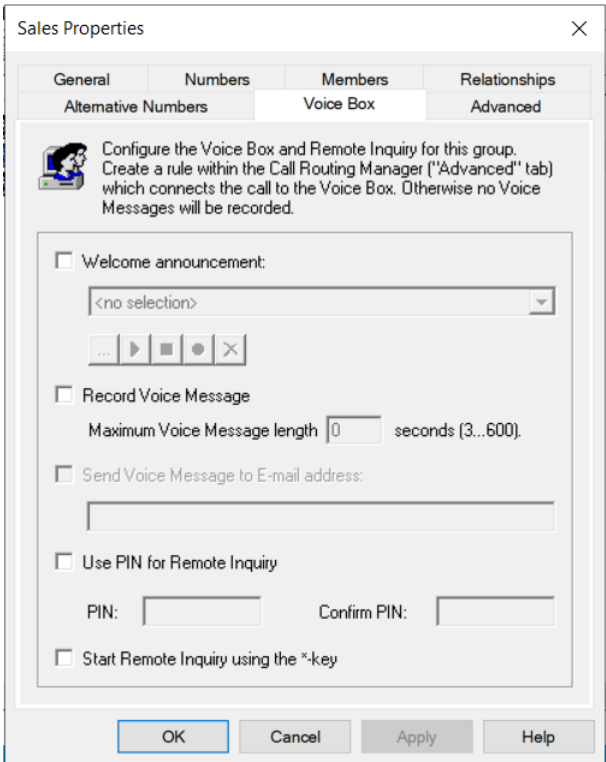 Sales Properties
General Numbers Members Relationships
Alternative Numbers Voice Box Advanced
Configure the Voice Box and Remote Inquiry for this group.
Create a rule within the Call Routing Manager ("Advanced" tab)
which connects the call to the Voice Box. Otherwise no Voice
Messages will be recorded.
Welcome announcement:
<no selection>
...
Record Voice Message
Maximum Voice Message length 0 seconds (3...600).
Send Voice Message to E-mail address:
Use PIN for Remote Inquiry
PIN: Confirm PIN:
Start Remote Inquiry using the *-key
OK Cancel Apply Help